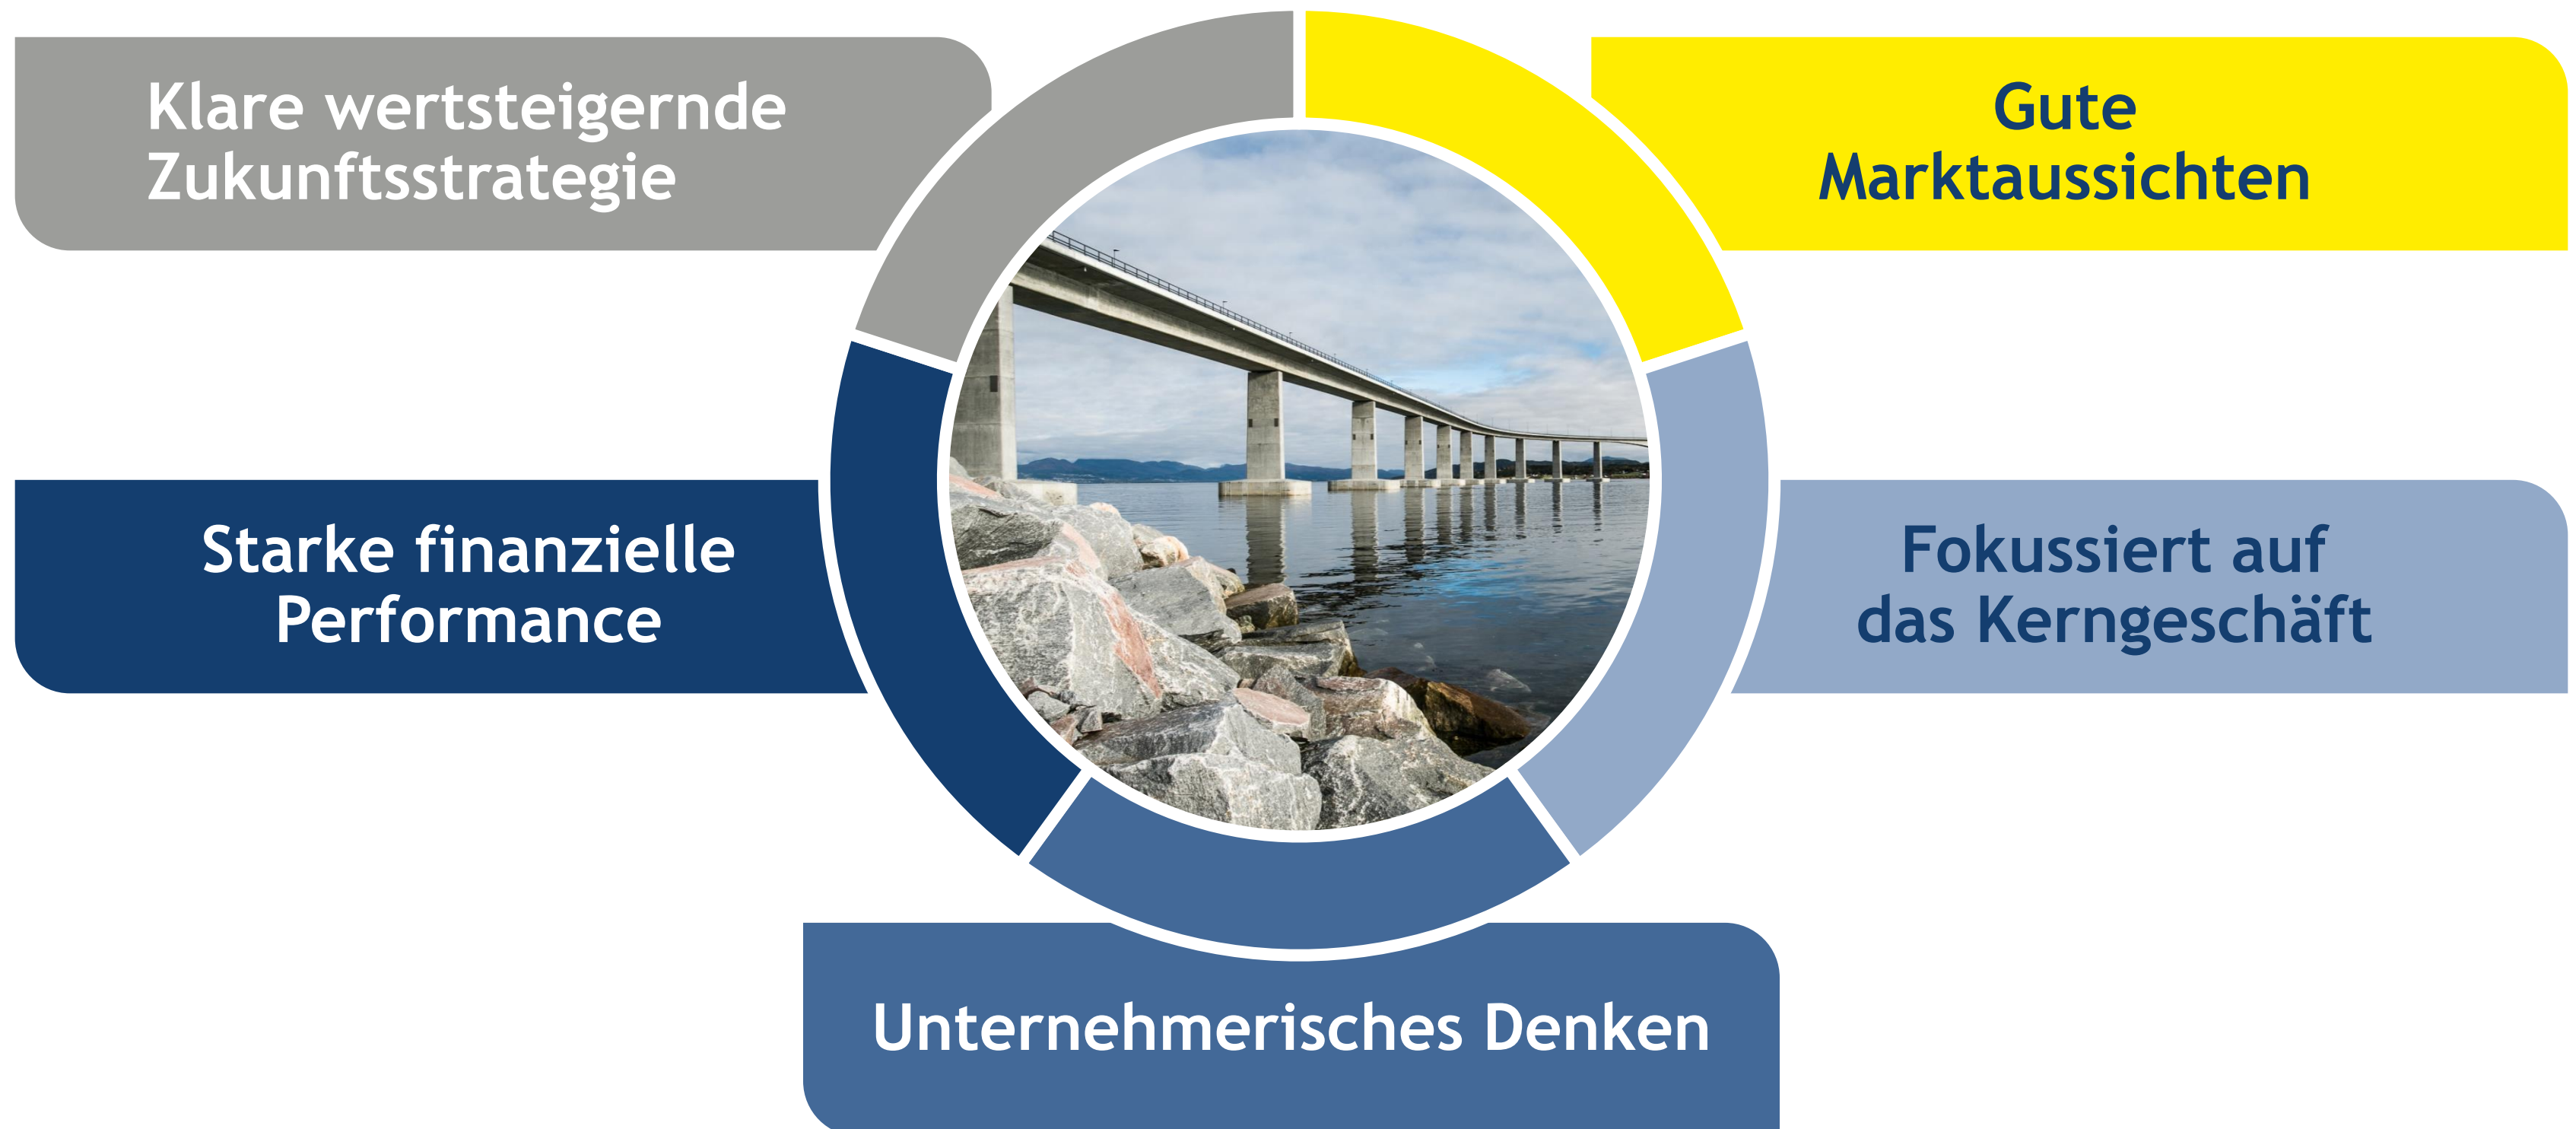 Klare wertsteigernde
Zukunftsstrategie
Gute
Marktaussichten
Starke finanzielle
Performance
Fokussiert auf
das Kerngeschäft
Unternehmerisches Denken